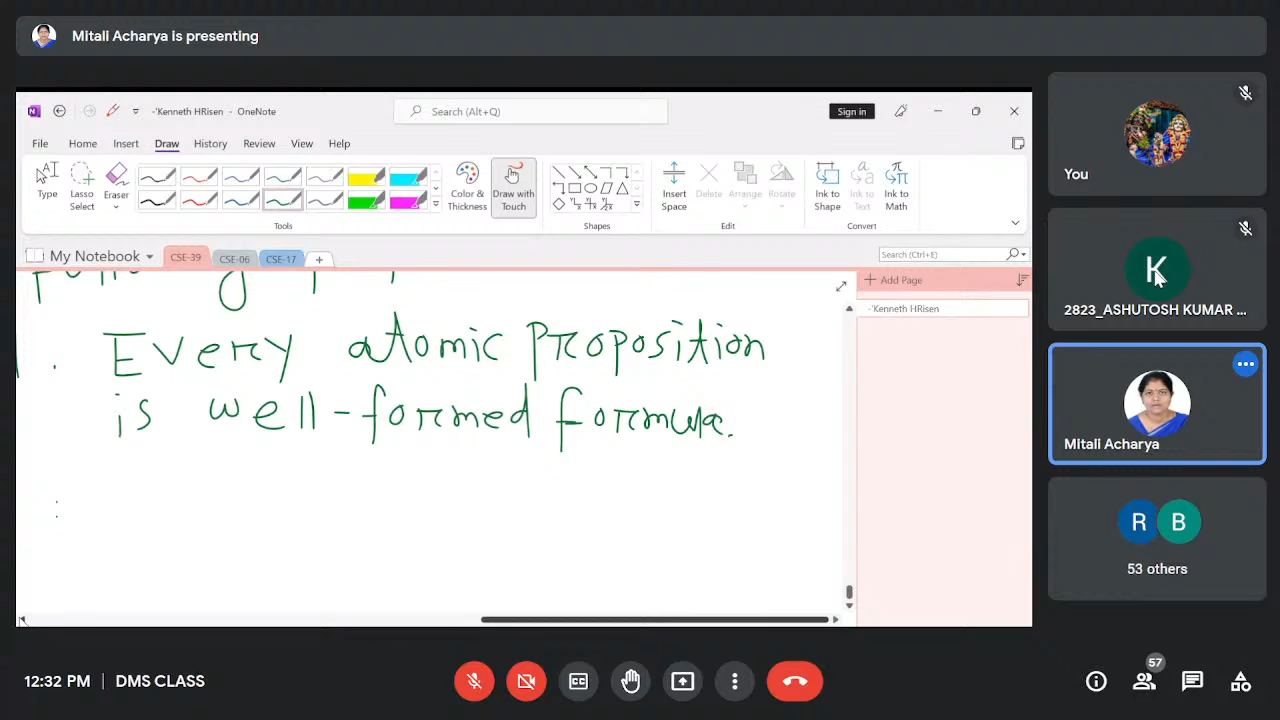 Mitali Acharya is presenting
-'Kenneth HRisen - OneNote
Search (Alt+Q)
Sign in
File Home Insert Draw History Review View Help
Type
Lasso Select
Eraser
Color & Thickness
Draw with Touch
Insert Space
Delete
Arrange
Rotate
Ink to Shape
Ink to Text
Ink to Math
Tools
Shapes
Edit
Convert
My Notebook
CSE-39
CSE-06
CSE-17
+
Search (Ctrl+E)
Add Page
-'Kenneth HRisen
Every atomic proposition
is well-formed formula.
You
K
2823_ASHUTOSH KUMAR ...
Mitali Acharya
R B
53 others
12:32 PM | DMS CLASS
CC
57